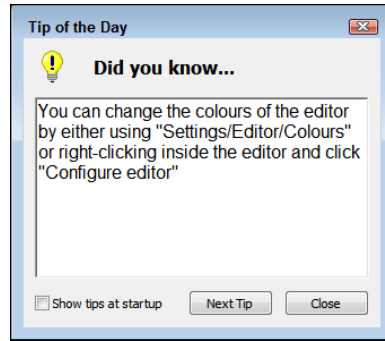 Tip of the Day
Did you know...
You can change the colours of the editor
by either using "Settings/Editor/Colours"
or right-clicking inside the editor and click
"Configure editor"
Show tips at startup Next Tip Close